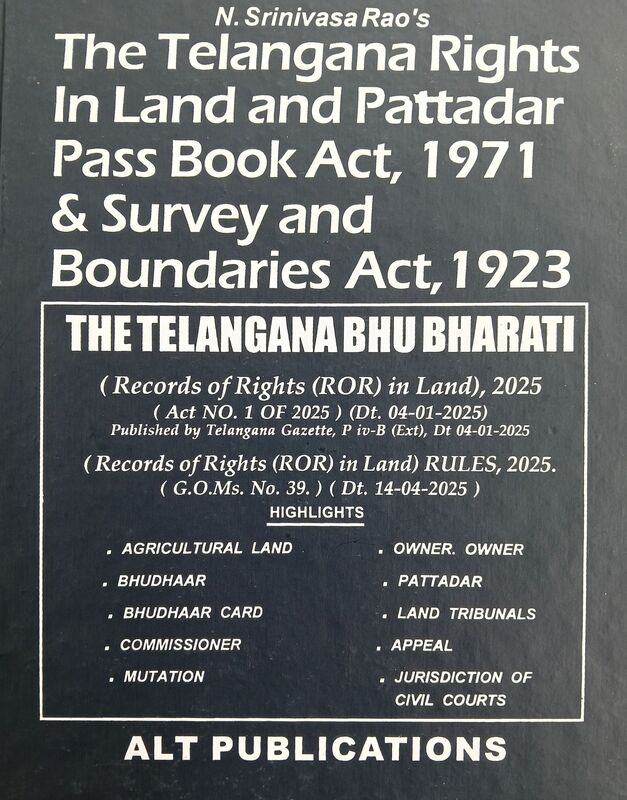 N. Srinivasa Rao's
The Telangana Rights
In Land and Pattadar
Pass Book Act, 1971
& Survey and
Boundaries Act, 1923
THE TELANGANA BHU BHARATI
( Records of Rights (ROR) in Land), 2025
( Act NO. 1 OF 2025 ) (Dt. 04-01-2025)
Published by Telangana Gazette, P iv-B (Ext), Dt 04-01-2025
(Records of Rights (ROR) in Land) RULES, 2025.
( G.O.Ms. No. 39. ) ( Dt. 14-04-2025 )
HIGHLIGHTS
. AGRICULTURAL LAND
. BHUDHAAR
. BHUDHAAR CARD
. COMMISSIONER
. MUTATION
. OWNER. OWNER
. PATTADAR
. LAND TRIBUNALS
. APPEAL
. JURISDICTION OF
CIVIL COURTS
ALT PUBLICATIONS